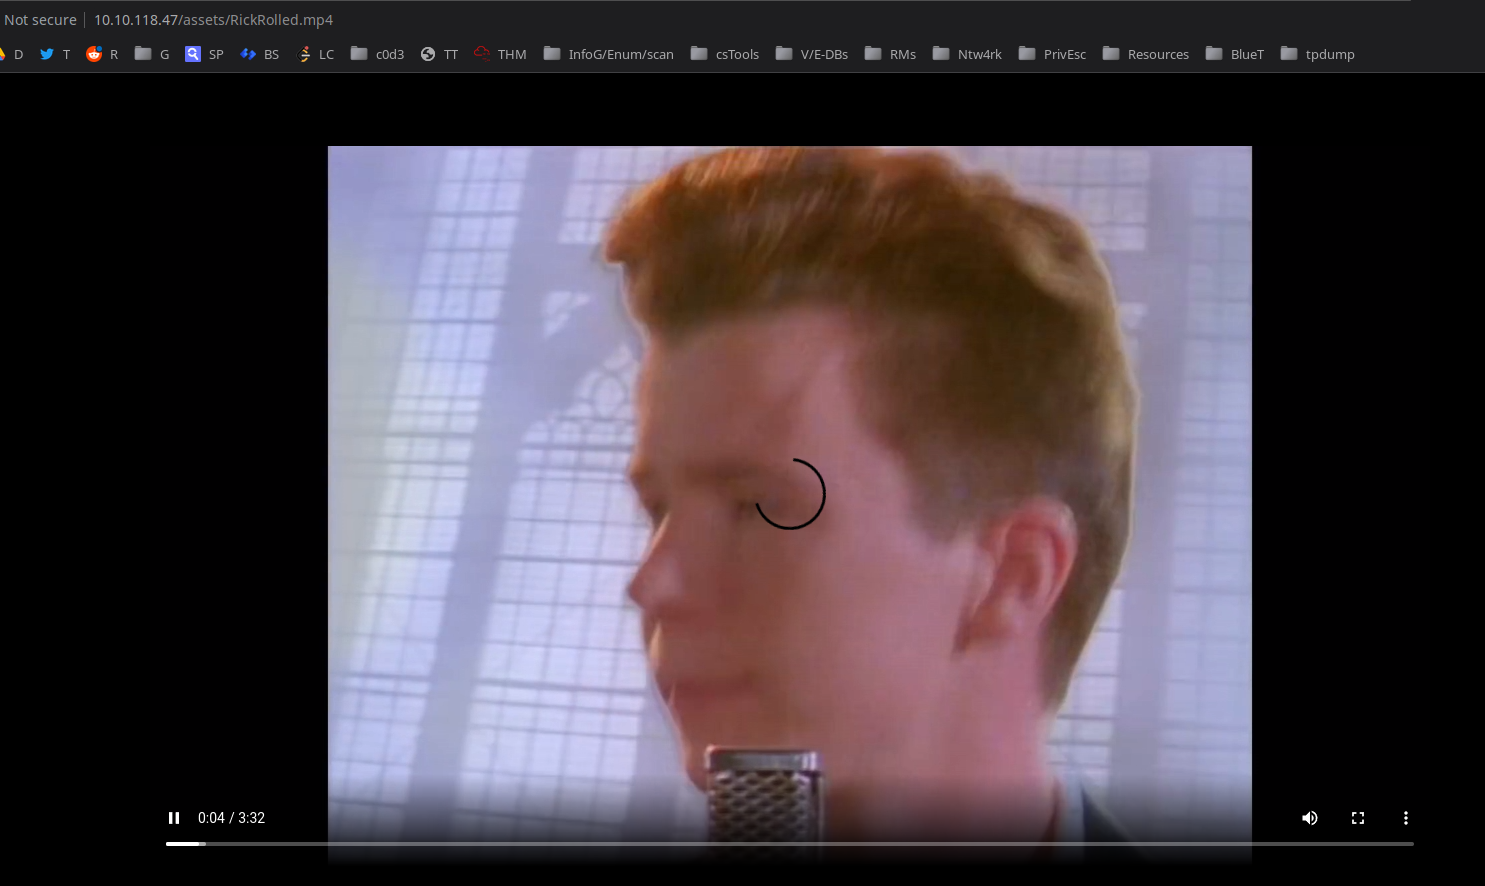 Not secure 10.10.118.47/assets/RickRolled.mp4
D T R G SP BS LC c0d3 TT THM InfoG/Enum/scan csTools V/E-DBs RMs Ntw4rk PrivEsc Resources BlueT tpdump
0:04 / 3:32